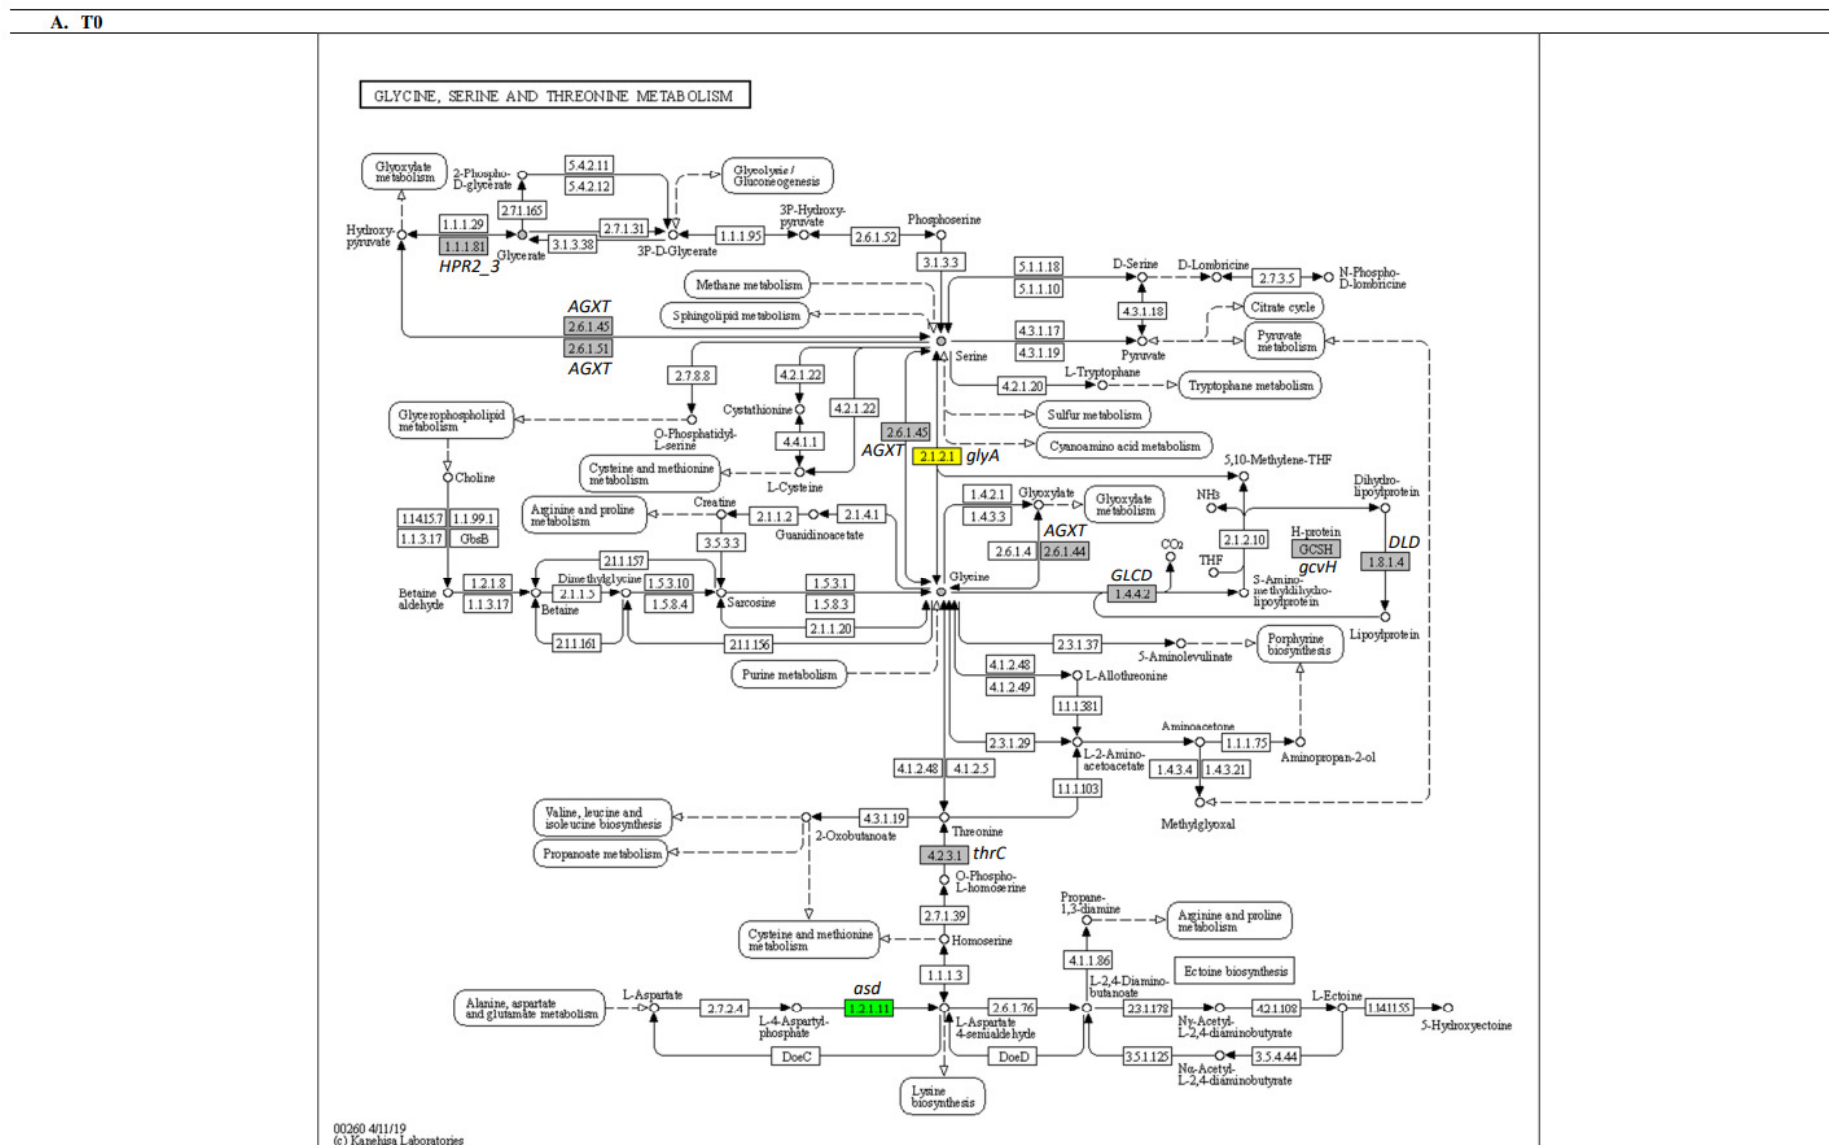 A. T0
GLYCINE, SERINE AND THREONINE METABOLISM
Glyoxylate
metabolism
2-Phospho-
D-glycerate
5.4.2.11
5.4.2.12
Glycolysis /
Gluconeogenesis
2.7.1.165
Hydroxy-
pyruvate
1.1.1.29
1.1.1.81
HPR2_3
Glycerate
2.7.1.31
3.1.3.38
3P-D-Glycerate
1.1.1.95
3P-Hydroxy-
pyruvate
2.6.1.52
Phosphoserine
3.1.3.3
Methane metabolism
Sphingolipid metabolism
5.1.1.18
5.1.1.10
D-Serine
D-Lombricine
2.7.3.5
N-Phospho-
D-lombricine
4.3.1.18
Citrate cycle
AGXT
2.6.1.45
2.6.1.51
AGXT
Serine
4.3.1.17
4.3.1.19
Pyruvate
Pyruvate
metabolism
2.7.8.8
4.2.1.22
4.2.1.22
4.2.1.20
L-Tryptophane
Tryptophane metabolism
Glycerophospholipid
metabolism
Cystathionine
O-Phosphatidyl-
L-serine
4.4.1.1
2.6.1.45
AGXT
2.1.2.1
glyA
Sulfur metabolism
Cyanoamino acid metabolism
Cysteine and methionine
metabolism
L-Cysteine
Choline
5,10-Methylene-THF
Dihydro-
lipoylprotein
Arginine and proline
metabolism
Creatine
2.1.1.2
2.1.4.1
Guanidinoacetate
1.4.2.1
1.4.3.3
Glyoxylate
Glyoxylate
metabolism
NH3
1.14.15.7
1.1.99.1
1.1.3.17
GbsB
3.5.3.3
AGXT
2.6.1.4
2.6.1.44
CO2
2.1.2.10
H-protein
GCSH
gcvH
DLD
1.8.1.4
THF
2.1.1.157
Betaine
aldehyde
1.2.1.8
1.1.3.17
Dimethylglycine
2.1.1.5
Betaine
1.5.3.10
1.5.8.4
Sarcosine
1.5.3.1
1.5.8.3
Glycine
GLCD
1.4.4.2
S-Amino-
methyldihydro-
lipoylprotein
Lipoylprotein
2.1.1.20
2.1.1.161
2.1.1.156
Purine metabolism
2.3.1.37
5-Aminolevulinate
Porphyrine
biosynthesis
4.1.2.48
4.1.2.49
L-Allothreonine
1.1.1.381
2.3.1.29
L-2-Amino-
acetoacetate
Aminoacetone
1.1.1.75
Aminopropan-2-ol
4.1.2.48
4.1.2.5
1.1.1.103
1.4.3.4
1.4.3.21
Methylglyoxal
Valine, leucine and
isoleucine biosynthesis
2-Oxobutanoate
4.3.1.19
Threonine
Propanoate metabolism
4.2.3.1
thrC
O-Phospho-
L-homoserine
2.7.1.39
Propane-
1,3-diamine
Arginine and proline
metabolism
Cysteine and methionine
metabolism
Homoserine
4.1.1.86
1.1.1.3
Ectoine biosynthesis
Alanine, aspartate
and glutamate metabolism
L-Aspartate
2.7.2.4
L-4-Aspartyl-
phosphate
asd
1.2.1.11
L-Aspartate
4-semialdehyde
2.6.1.76
L-2,4-Diamino-
butanoate
2.3.1.178
Nγ-Acetyl-
L-2,4-diaminobutyrate
4.2.1.108
L-Ectoine
1.14.11.55
5-Hydroxyectoine
DoeC
DoeD
3.5.1.125
3.5.4.44
Nα-Acetyl-
L-2,4-diaminobutyrate
Lysine
biosynthesis
00260 4/11/19
(c) Kanehisa Laboratories